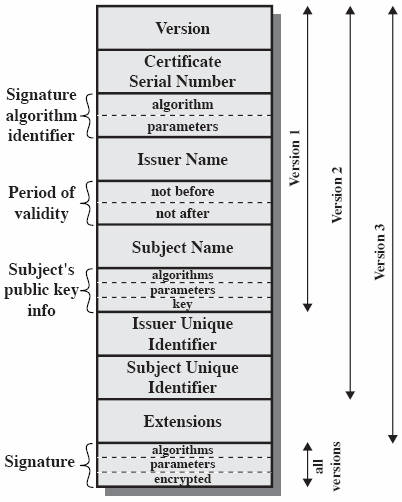 Version
Certificate
Serial Number
Signature
algorithm
identifier
algorithm
parameters
Issuer Name
Period of
validity
not before
not after
Subject Name
Subject's
public key
info
algorithms
parameters
key
Issuer Unique
Identifier
Subject Unique
Identifier
Extensions
Signature
algorithms
parameters
encrypted
Version 1
Version 2
Version 3
all
versions